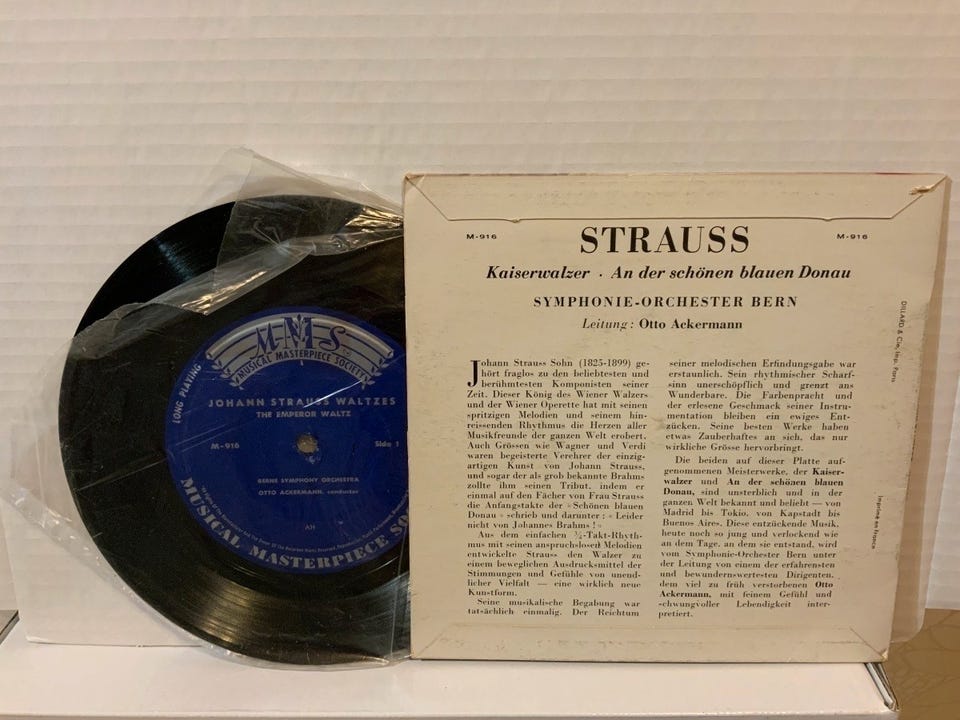 MMS
MUSICAL MASTERPIECE SOCIETY
LONG PLAYING
JOHANN STRAUSS WALTZES
THE EMPEROR WALTZ
M-916
Side 1
BERNE SYMPHONY ORCHESTRA
OTTO ACKERMANN, conductor
AH
MUSICAL MASTERPIECE SO
M-916
M-916
STRAUSS
Kaiserwalzer · An der schönen blauen Donau
SYMPHONIE-ORCHESTER BERN
Leitung: Otto Ackermann
Johann Strauss Sohn (1825-1899) ge-
hört fraglos zu den beliebtesten und
berühmtesten Komponisten seiner
Zeit. Dieser König des Wiener Walzers
und der Wiener Operette hat mit seinen
spritzigen Melodien und seinem hin-
reissenden Rhythmus die Herzen aller
Musikfreunde der ganzen Welt erobert.
Auch Grössen wie Wagner und Verdi
waren begeisterte Verehrer der einzig-
artigen Kunst von Johann Strauss,
und sogar der als grob bekannte Brahms
zollte ihm seinen Tribut, indem er
einmal auf den Fächer von Frau Strauss
die Anfangstakte der «Schönen blauen
Donau» schrieb und darunter: «Leider
nicht von Johannes Brahms!»
Aus dem einfachen ¾-Takt-Rhyth-
mus mit seinen anspruchslosen Melodien
entwickelte Strauss den Walzer zu
einem beweglichen Ausdrucksmittel der
Stimmungen und Gefühle von unend-
licher Vielfalt — eine wirklich neue
Kunstform.
Seine musikalische Begabung war
tatsächlich einmalig. Der Reichtum
seiner melodischen Erfindungsgabe war
erstaunlich. Sein rhythmischer Scharf-
sinn unerschöpflich und grenzt ans
Wunderbare. Die Farbenpracht und
der erlesene Geschmack seiner Instru-
mentation bleiben ein ewiges Ent-
zücken. Seine besten Werke haben
etwas Zauberhaftes an sich, das nur
wirkliche Grösse hervorbringt.
Die beiden auf dieser Platte auf-
genommenen Meisterwerke, der Kaiser-
walzer und An der schönen blauen
Donau, sind unsterblich und in der
ganzen Welt bekannt und beliebt — von
Madrid bis Tokio, von Kapstadt bis
Buenos Aires. Diese entzückende Musik,
heute noch so jung und verlockend wie
an dem Tage, an dem sie entstand, wird
vom Symphonie-Orchester Bern unter
der Leitung von einem der erfahrensten
und bewundernswertesten Dirigenten,
dem viel zu früh verstorbenen Otto
Ackermann, mit feinem Gefühl und
schwungvoller Lebendigkeit inter-
pretiert.
DILLARD & Cie, Imp. Paris
Imprimé en France